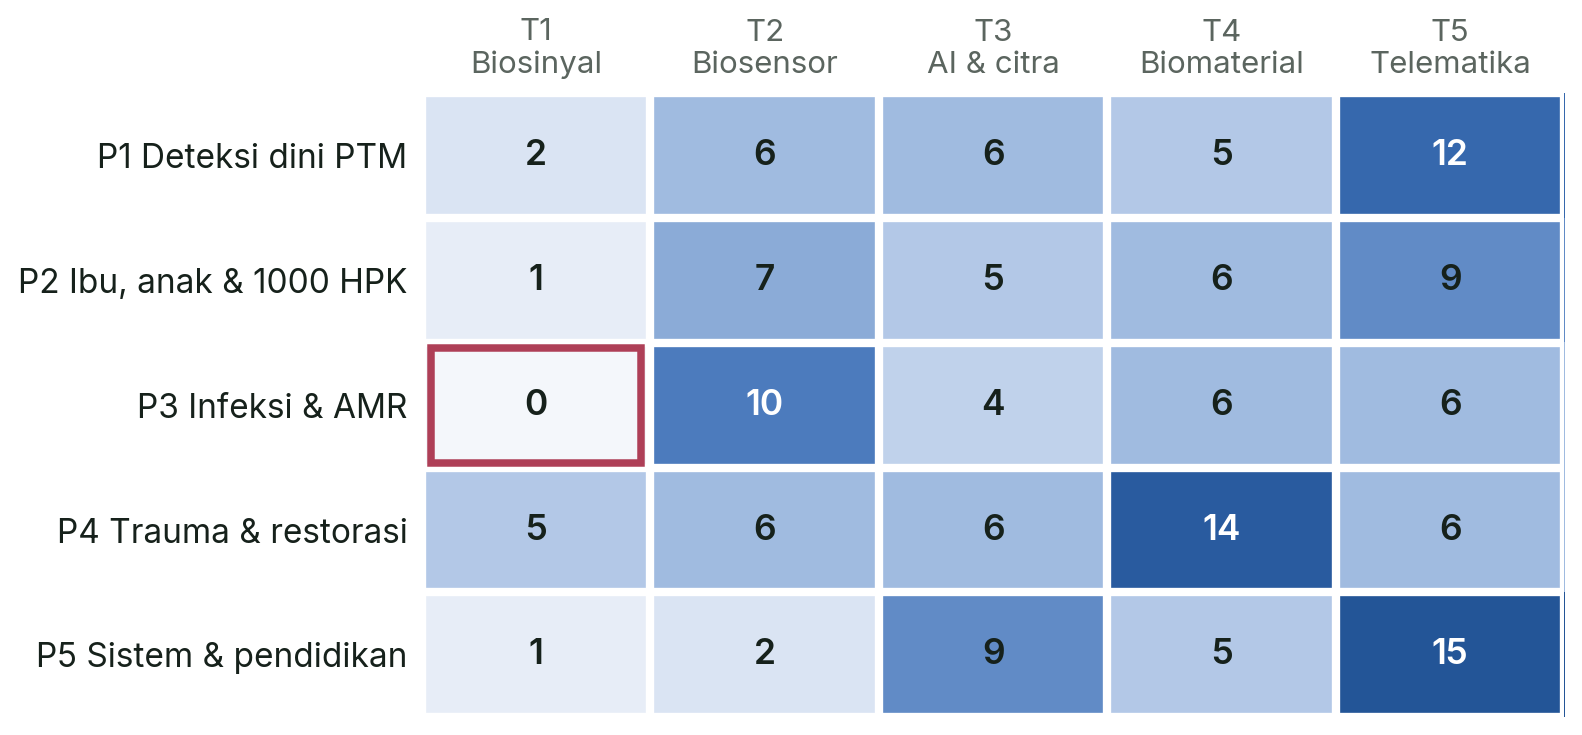 T1 T2 T3 T4 T5
Biosinyal Biosensor AI & citra Biomaterial Telematika
P1 Deteksi dini PTM 2 6 6 5 12
P2 Ibu, anak & 1000 HPK 1 7 5 6 9
P3 Infeksi & AMR 0 10 4 6 6
P4 Trauma & restorasi 5 6 6 14 6
P5 Sistem & pendidikan 1 2 9 5 15